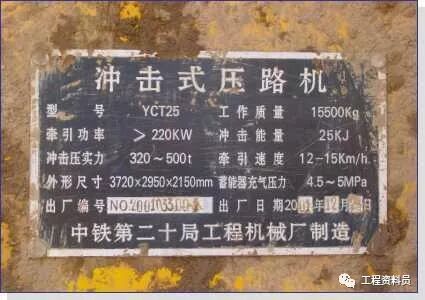 冲击式压路机
型 号 YCT25 工作质量 15500Kg
牵引功率 >220KW 冲击能量 25KJ
冲击压实力 320~500t 牵引速度 12-15Km/h
外形尺寸 3720×2950×2150mm 蓄能器充气压力 4.5~5MPa
出厂编号 出厂日期
中铁第二十局工程机械厂制造
工程资料员